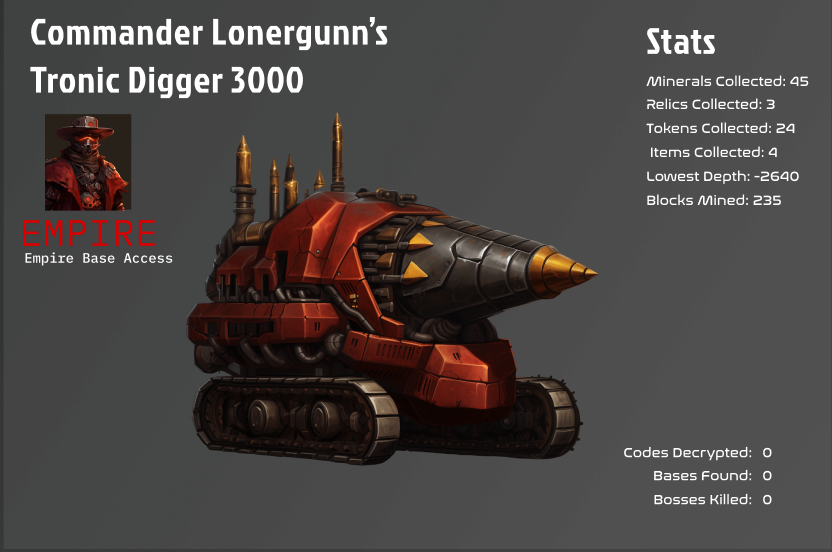 Commander Lonergunn's
Tronic Digger 3000
EMPIRE
Empire Base Access
Stats
Minerals Collected: 45
Relics Collected: 3
Tokens Collected: 24
Items Collected: 4
Lowest Depth: -2640
Blocks Mined: 235
Codes Decrypted: 0
Bases Found: 0
Bosses Killed: 0